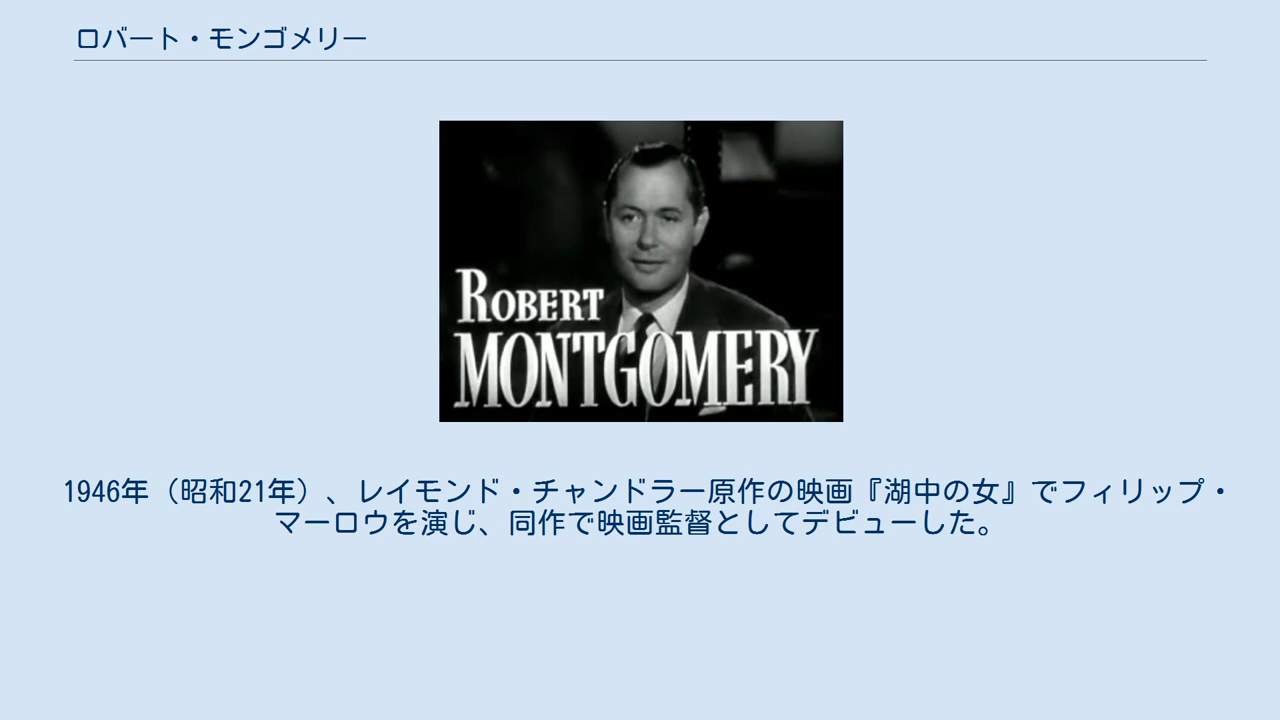 ロバート・モンゴメリー
ROBERT
MONTGOMERY
1946年（昭和21年）、レイモンド・チャンドラー原作の映画『湖中の女』でフィリップ・
マーロウを演じ、同作で映画監督としてデビューした。